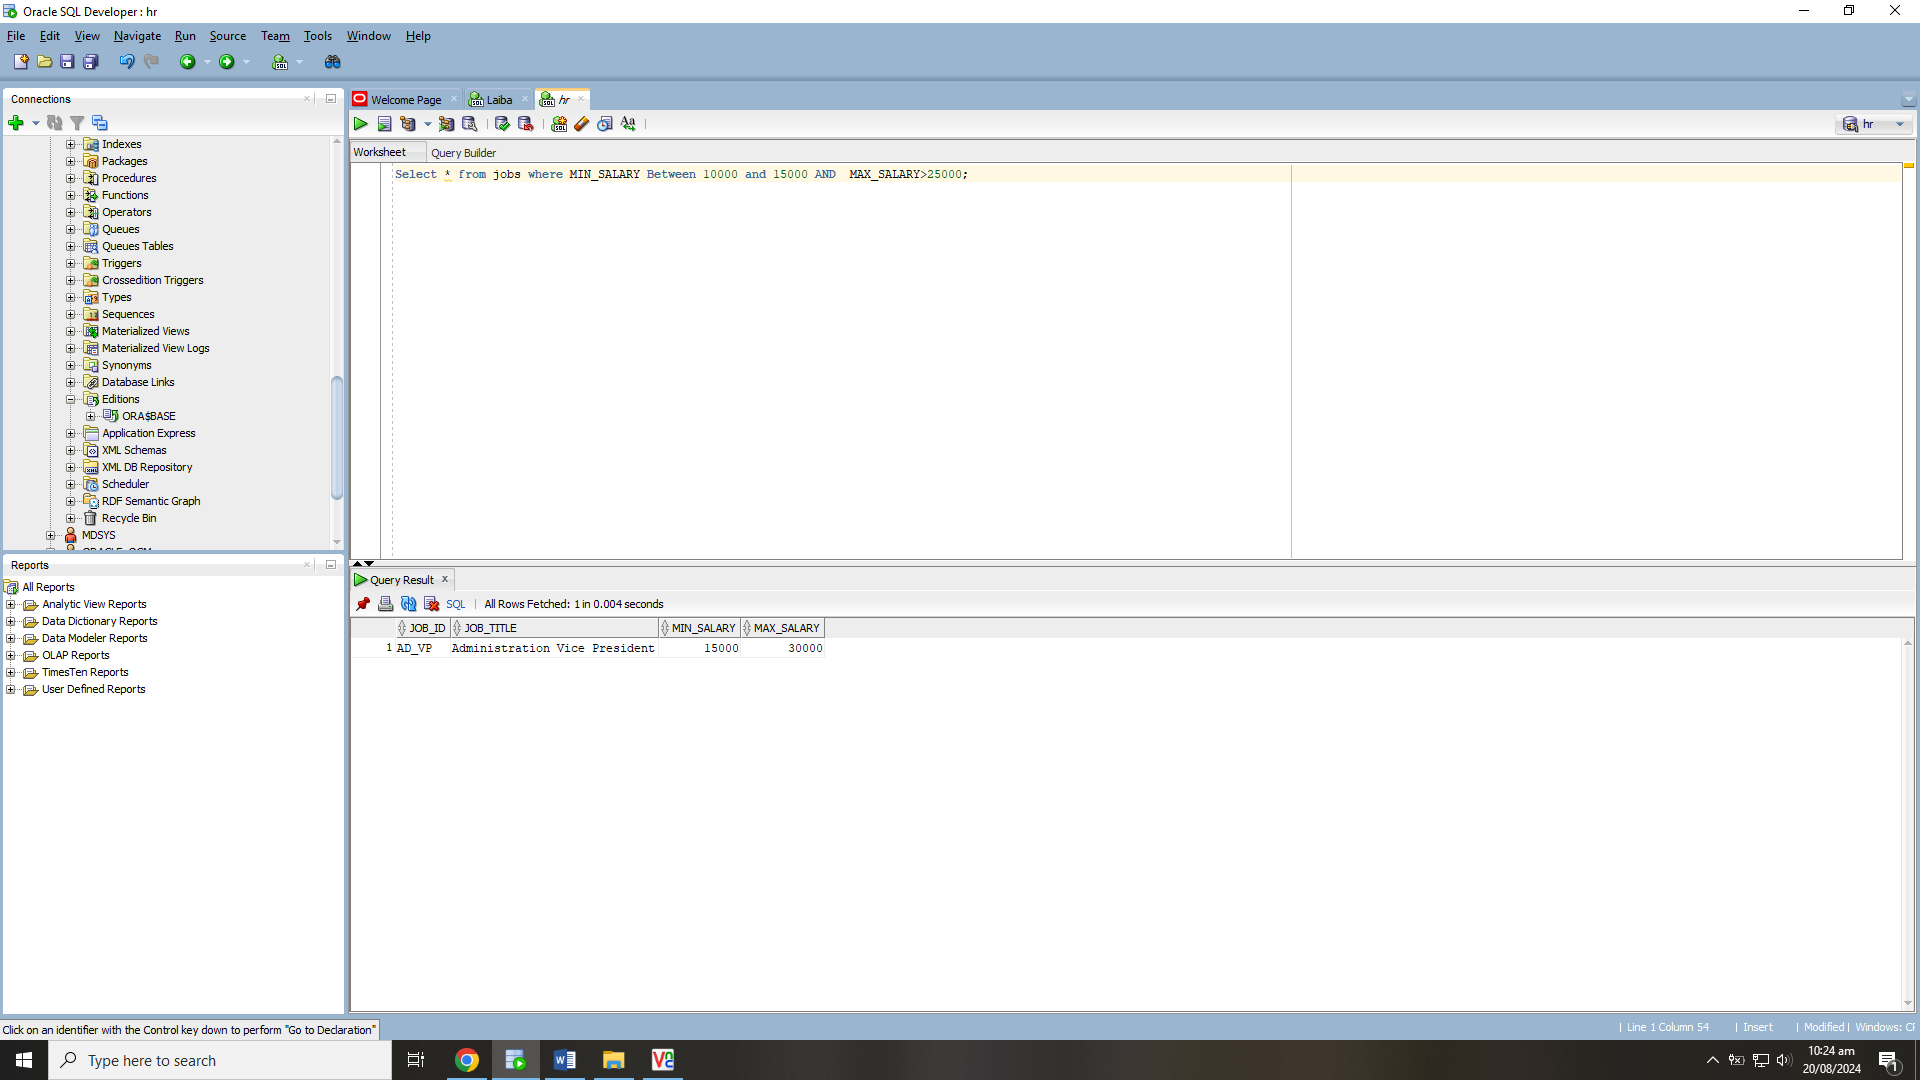 Oracle SQL Developer : hr
File Edit View Navigate Run Source Team Tools Window Help
Connections
Indexes
Packages
Procedures
Functions
Operators
Queues
Queues Tables
Triggers
Crossedition Triggers
Types
Sequences
Materialized Views
Materialized View Logs
Synonyms
Database Links
Editions
ORA$BASE
Application Express
XML Schemas
XML DB Repository
Scheduler
RDF Semantic Graph
Recycle Bin
MDSYS
Reports
All Reports
Analytic View Reports
Data Dictionary Reports
Data Modeler Reports
OLAP Reports
TimesTen Reports
User Defined Reports
Welcome Page Laiba hr
hr
Worksheet Query Builder
Select * from jobs where MIN_SALARY Between 10000 and 15000 AND  MAX_SALARY>25000;
Query Result
SQL All Rows Fetched: 1 in 0.004 seconds
JOB_ID JOB_TITLE MIN_SALARY MAX_SALARY
1 AD_VP Administration Vice President 15000 30000
Click on an identifier with the Control key down to perform "Go to Declaration"
Line 1 Column 54 Insert Modified Windows: CF
Type here to search
10:24 am
20/08/2024
1